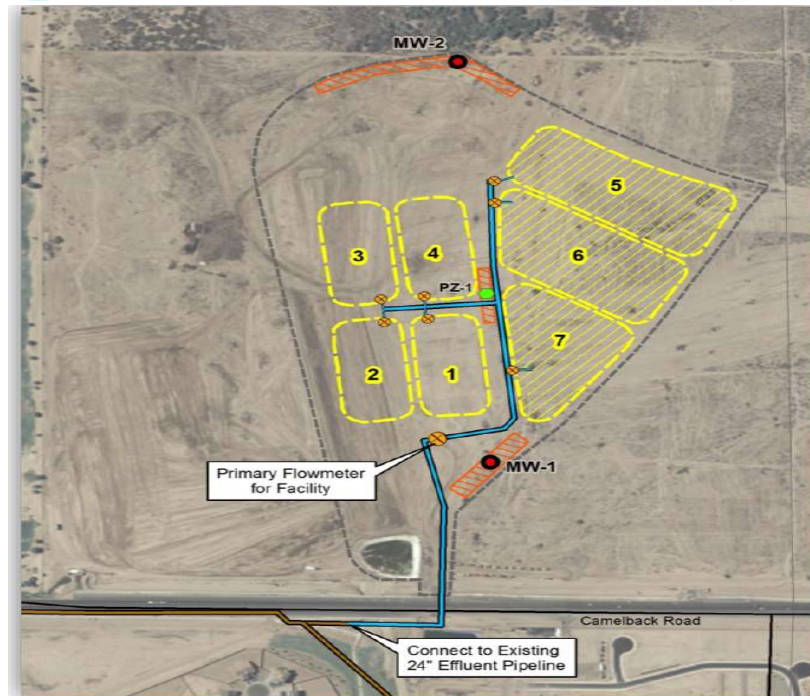 MW-2
5
3
4
6
PZ-1
7
2
1
Primary Flowmeter
for Facility
MW-1
Camelback Road
Connect to Existing
24" Effluent Pipeline